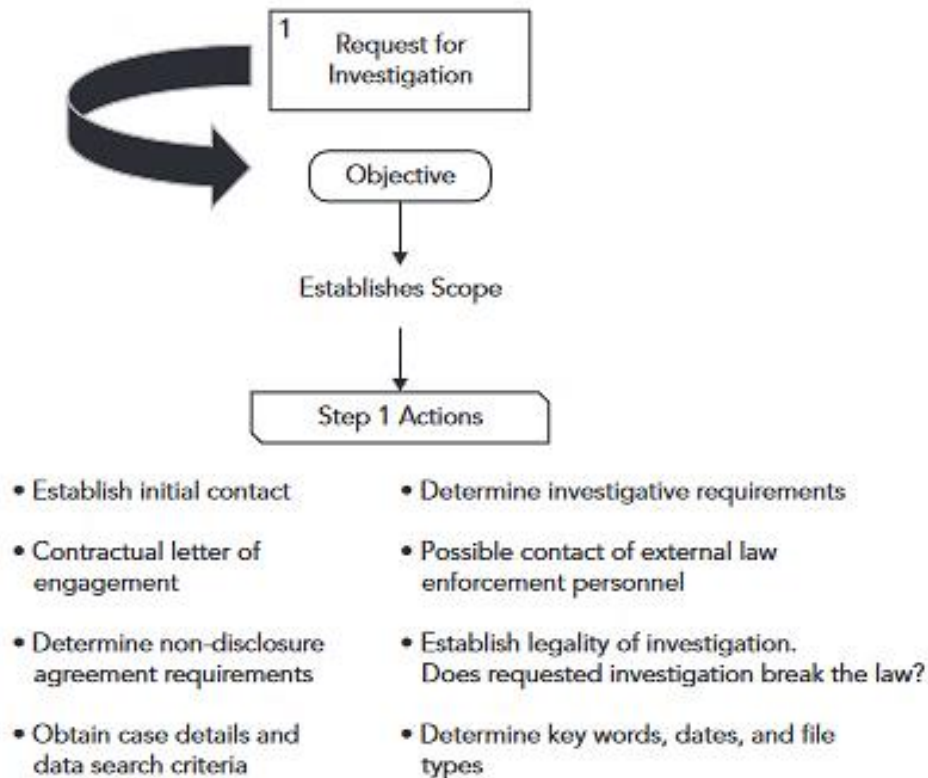 1
Request for
Investigation
Objective
Establishes Scope
Step 1 Actions
• Establish initial contact
• Contractual letter of
engagement
• Determine non-disclosure
agreement requirements
• Obtain case details and
data search criteria
• Determine investigative requirements
• Possible contact of external law
enforcement personnel
• Establish legality of investigation.
Does requested investigation break the law?
• Determine key words, dates, and file
types